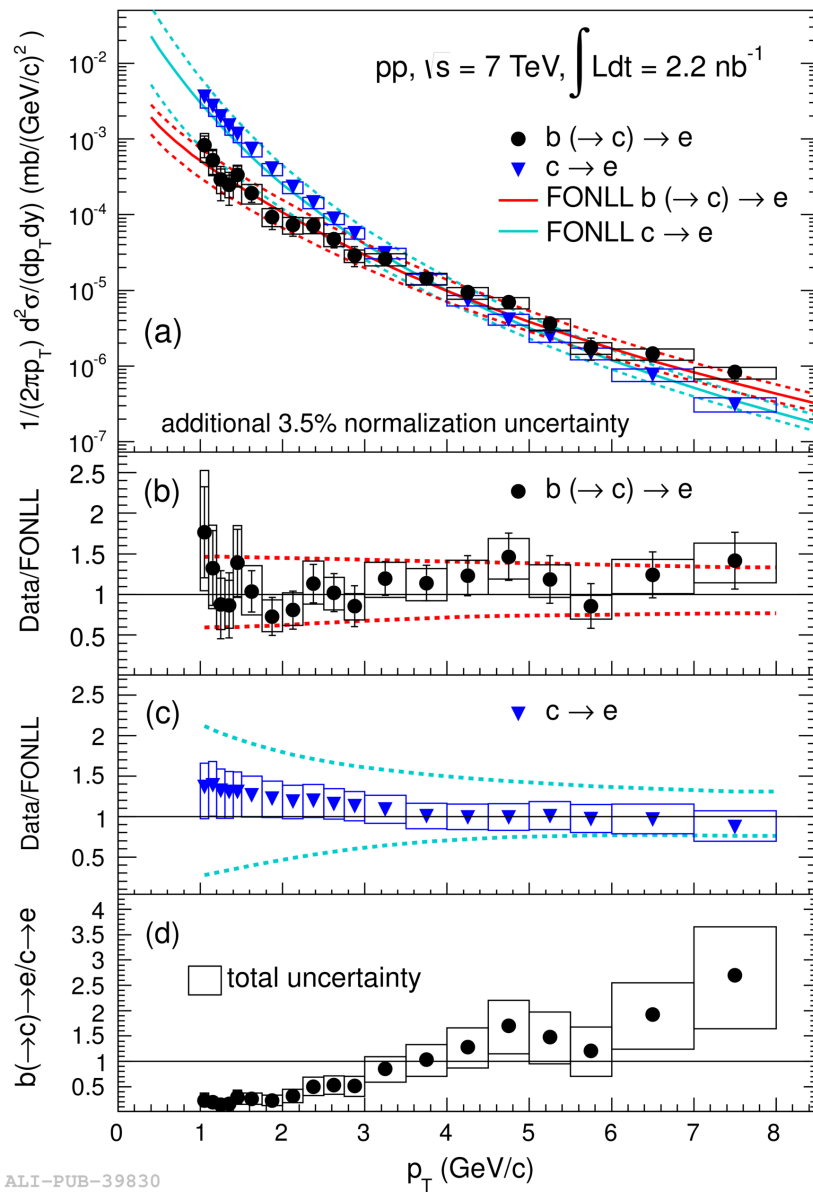 pp, √s = 7 TeV, ∫Ldt = 2.2 nb⁻¹
b (→ c) → e
c → e
FONLL b (→ c) → e
FONLL c → e
1/(2πp_T) d²σ/(dp_Tdy) (mb/(GeV/c)²)
10⁻²
10⁻³
10⁻⁴
10⁻⁵
10⁻⁶
10⁻⁷
(a)
additional 3.5% normalization uncertainty
Data/FONLL
2.5
2
1.5
1
0.5
(b)
b (→ c) → e
Data/FONLL
2.5
2
1.5
1
0.5
(c)
c → e
b(→c)→e/c→e
4
3.5
3
2.5
2
1.5
1
0.5
(d)
total uncertainty
0 1 2 3 4 5 6 7 8
p_T (GeV/c)
ALI-PUB-39830